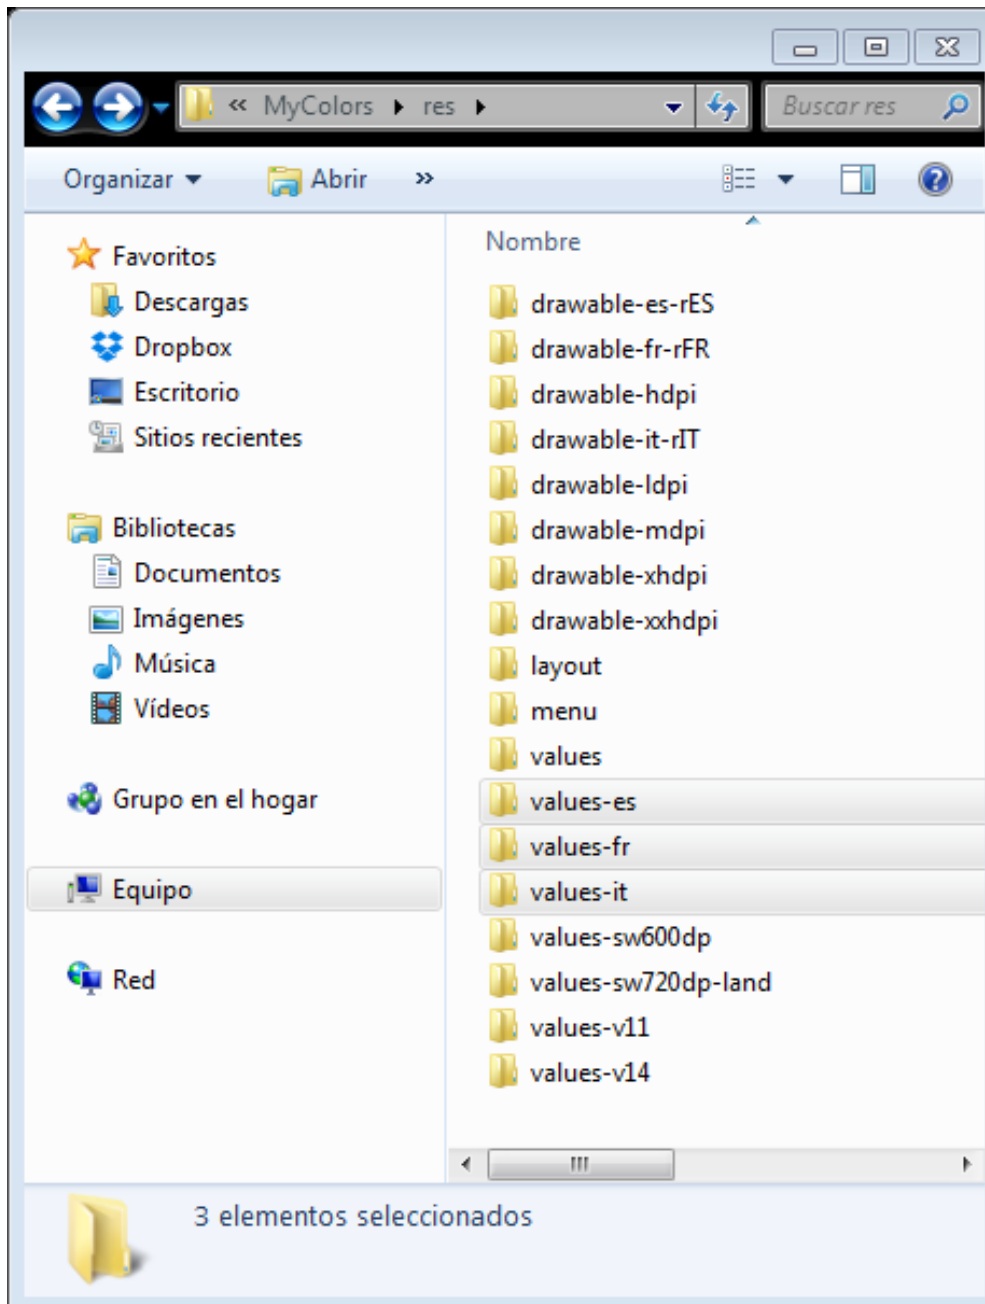 « MyColors res Buscar res
Organizar Abrir »
Favoritos
Descargas
Dropbox
Escritorio
Sitios recientes
Bibliotecas
Documentos
Imágenes
Música
Vídeos
Grupo en el hogar
Equipo
Red
Nombre
drawable-es-rES
drawable-fr-rFR
drawable-hdpi
drawable-it-rIT
drawable-ldpi
drawable-mdpi
drawable-xhdpi
drawable-xxhdpi
layout
menu
values
values-es
values-fr
values-it
values-sw600dp
values-sw720dp-land
values-v11
values-v14
3 elementos seleccionados